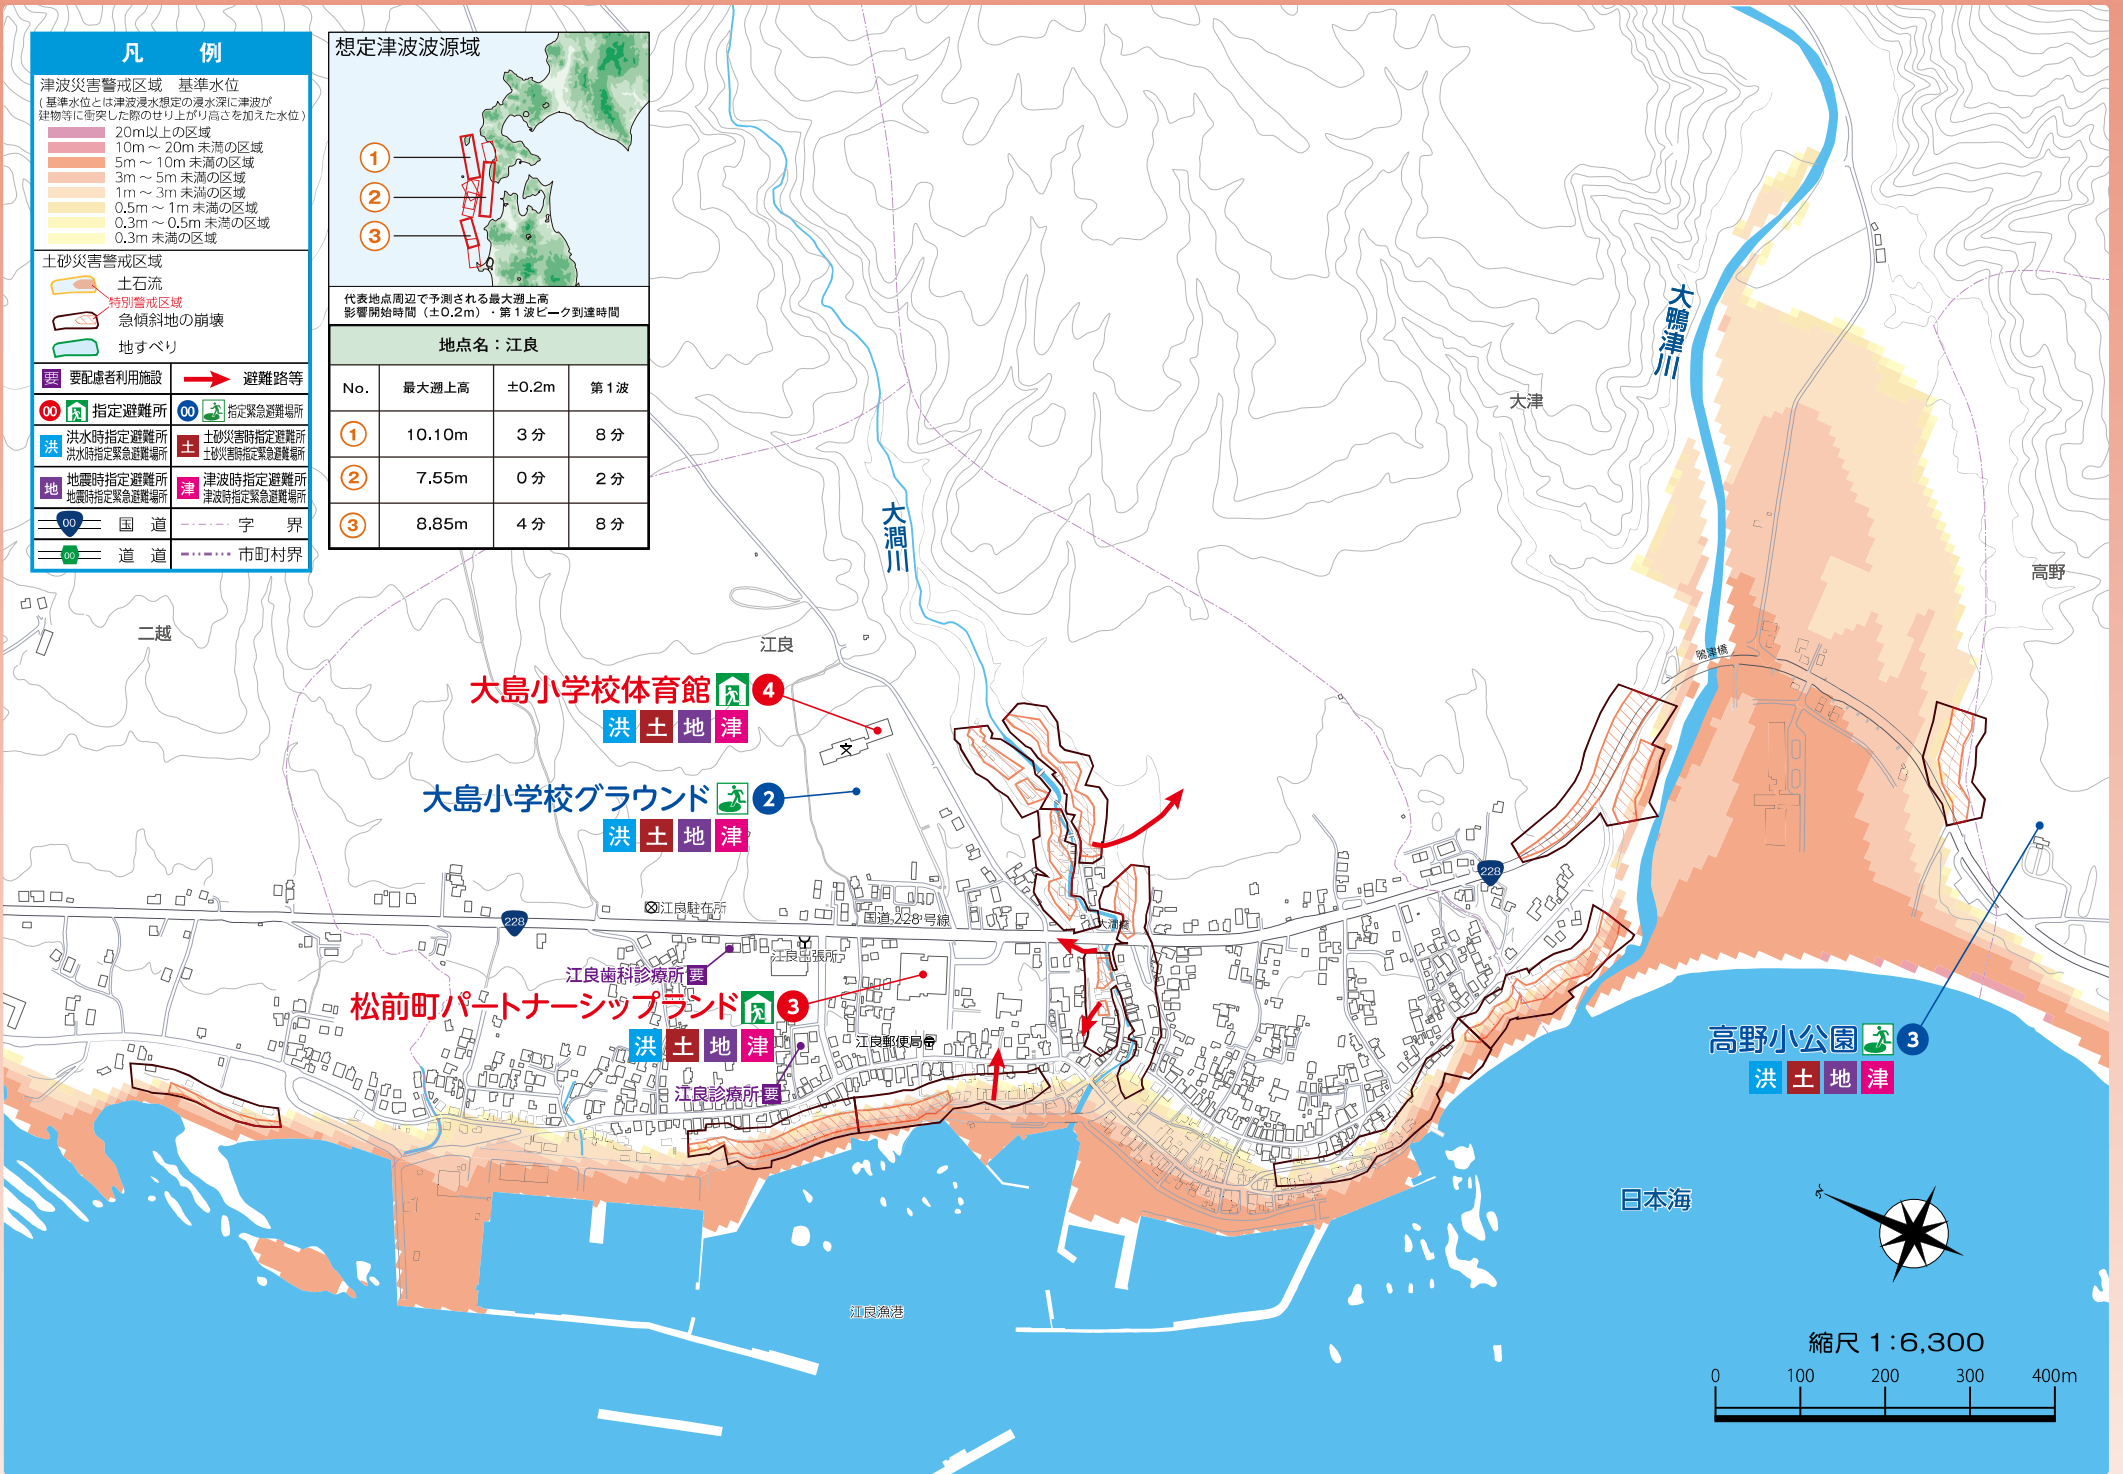 凡 例
津波災害警戒区域 基準水位
(基準水位とは津波浸水想定の浸水深に津波が
建物等に衝突した際のせり上がり高さを加えた水位)
20m以上の区域
10m～20m未満の区域
5m～10m未満の区域
3m～5m未満の区域
1m～3m未満の区域
0.5m～1m未満の区域
0.3m～0.5m未満の区域
0.3m未満の区域
土砂災害警戒区域
土石流
特別警戒区域
急傾斜地の崩壊
地すべり
要 要配慮者利用施設
避難路等
00 指定避難所
00 指定緊急避難場所
洪 洪水時指定避難所
洪水時指定緊急避難場所
土 土砂災害時指定避難所
土砂災害時指定緊急避難場所
地 地震時指定避難所
地震時指定緊急避難場所
津 津波時指定避難所
津波時指定緊急避難場所
00 国 道
字 界
00 道 道
市町村界
想定津波波源域
①
②
③
代表地点周辺で予測される最大遡上高
影響開始時間（±0.2m）・第1波ピーク到達時間
地点名：江良
No. 最大遡上高 ±0.2m 第1波
① 10.10m 3分 8分
② 7.55m 0分 2分
③ 8.85m 4分 8分
大鴨津川
大津
大澗川
高野
二越
江良
鴨津橋
大島小学校体育館 4
洪 土 地 津
文
大島小学校グラウンド 2
洪 土 地 津
228
江良駐在所
国道228号線
228
大澗橋
江良出張所
江良歯科診療所 要
松前町パートナーシップランド 3
洪 土 地 津
江良郵便局
江良診療所 要
高野小公園 3
洪 土 地 津
日本海
江良漁港
縮尺 1:6,300
0 100 200 300 400m